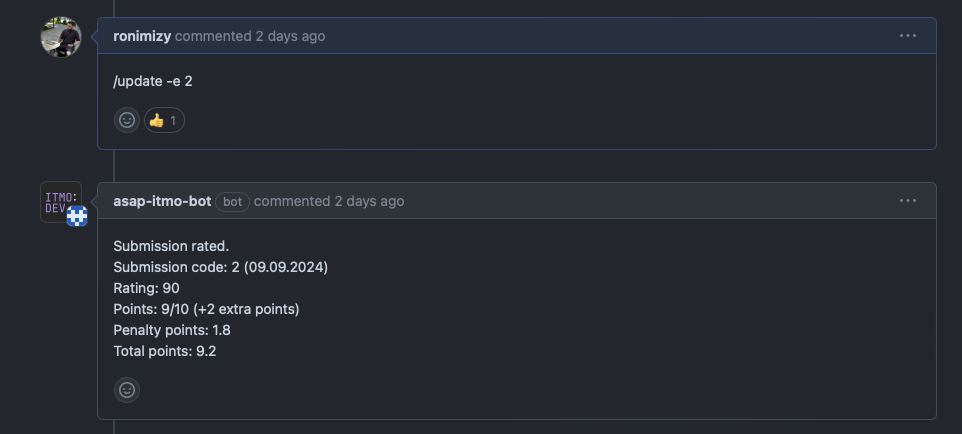 ronimizy commented 2 days ago
/update -e 2
👍 1
ITMO:
DEV
asap-itmo-bot bot commented 2 days ago
Submission rated.
Submission code: 2 (09.09.2024)
Rating: 90
Points: 9/10 (+2 extra points)
Penalty points: 1.8
Total points: 9.2